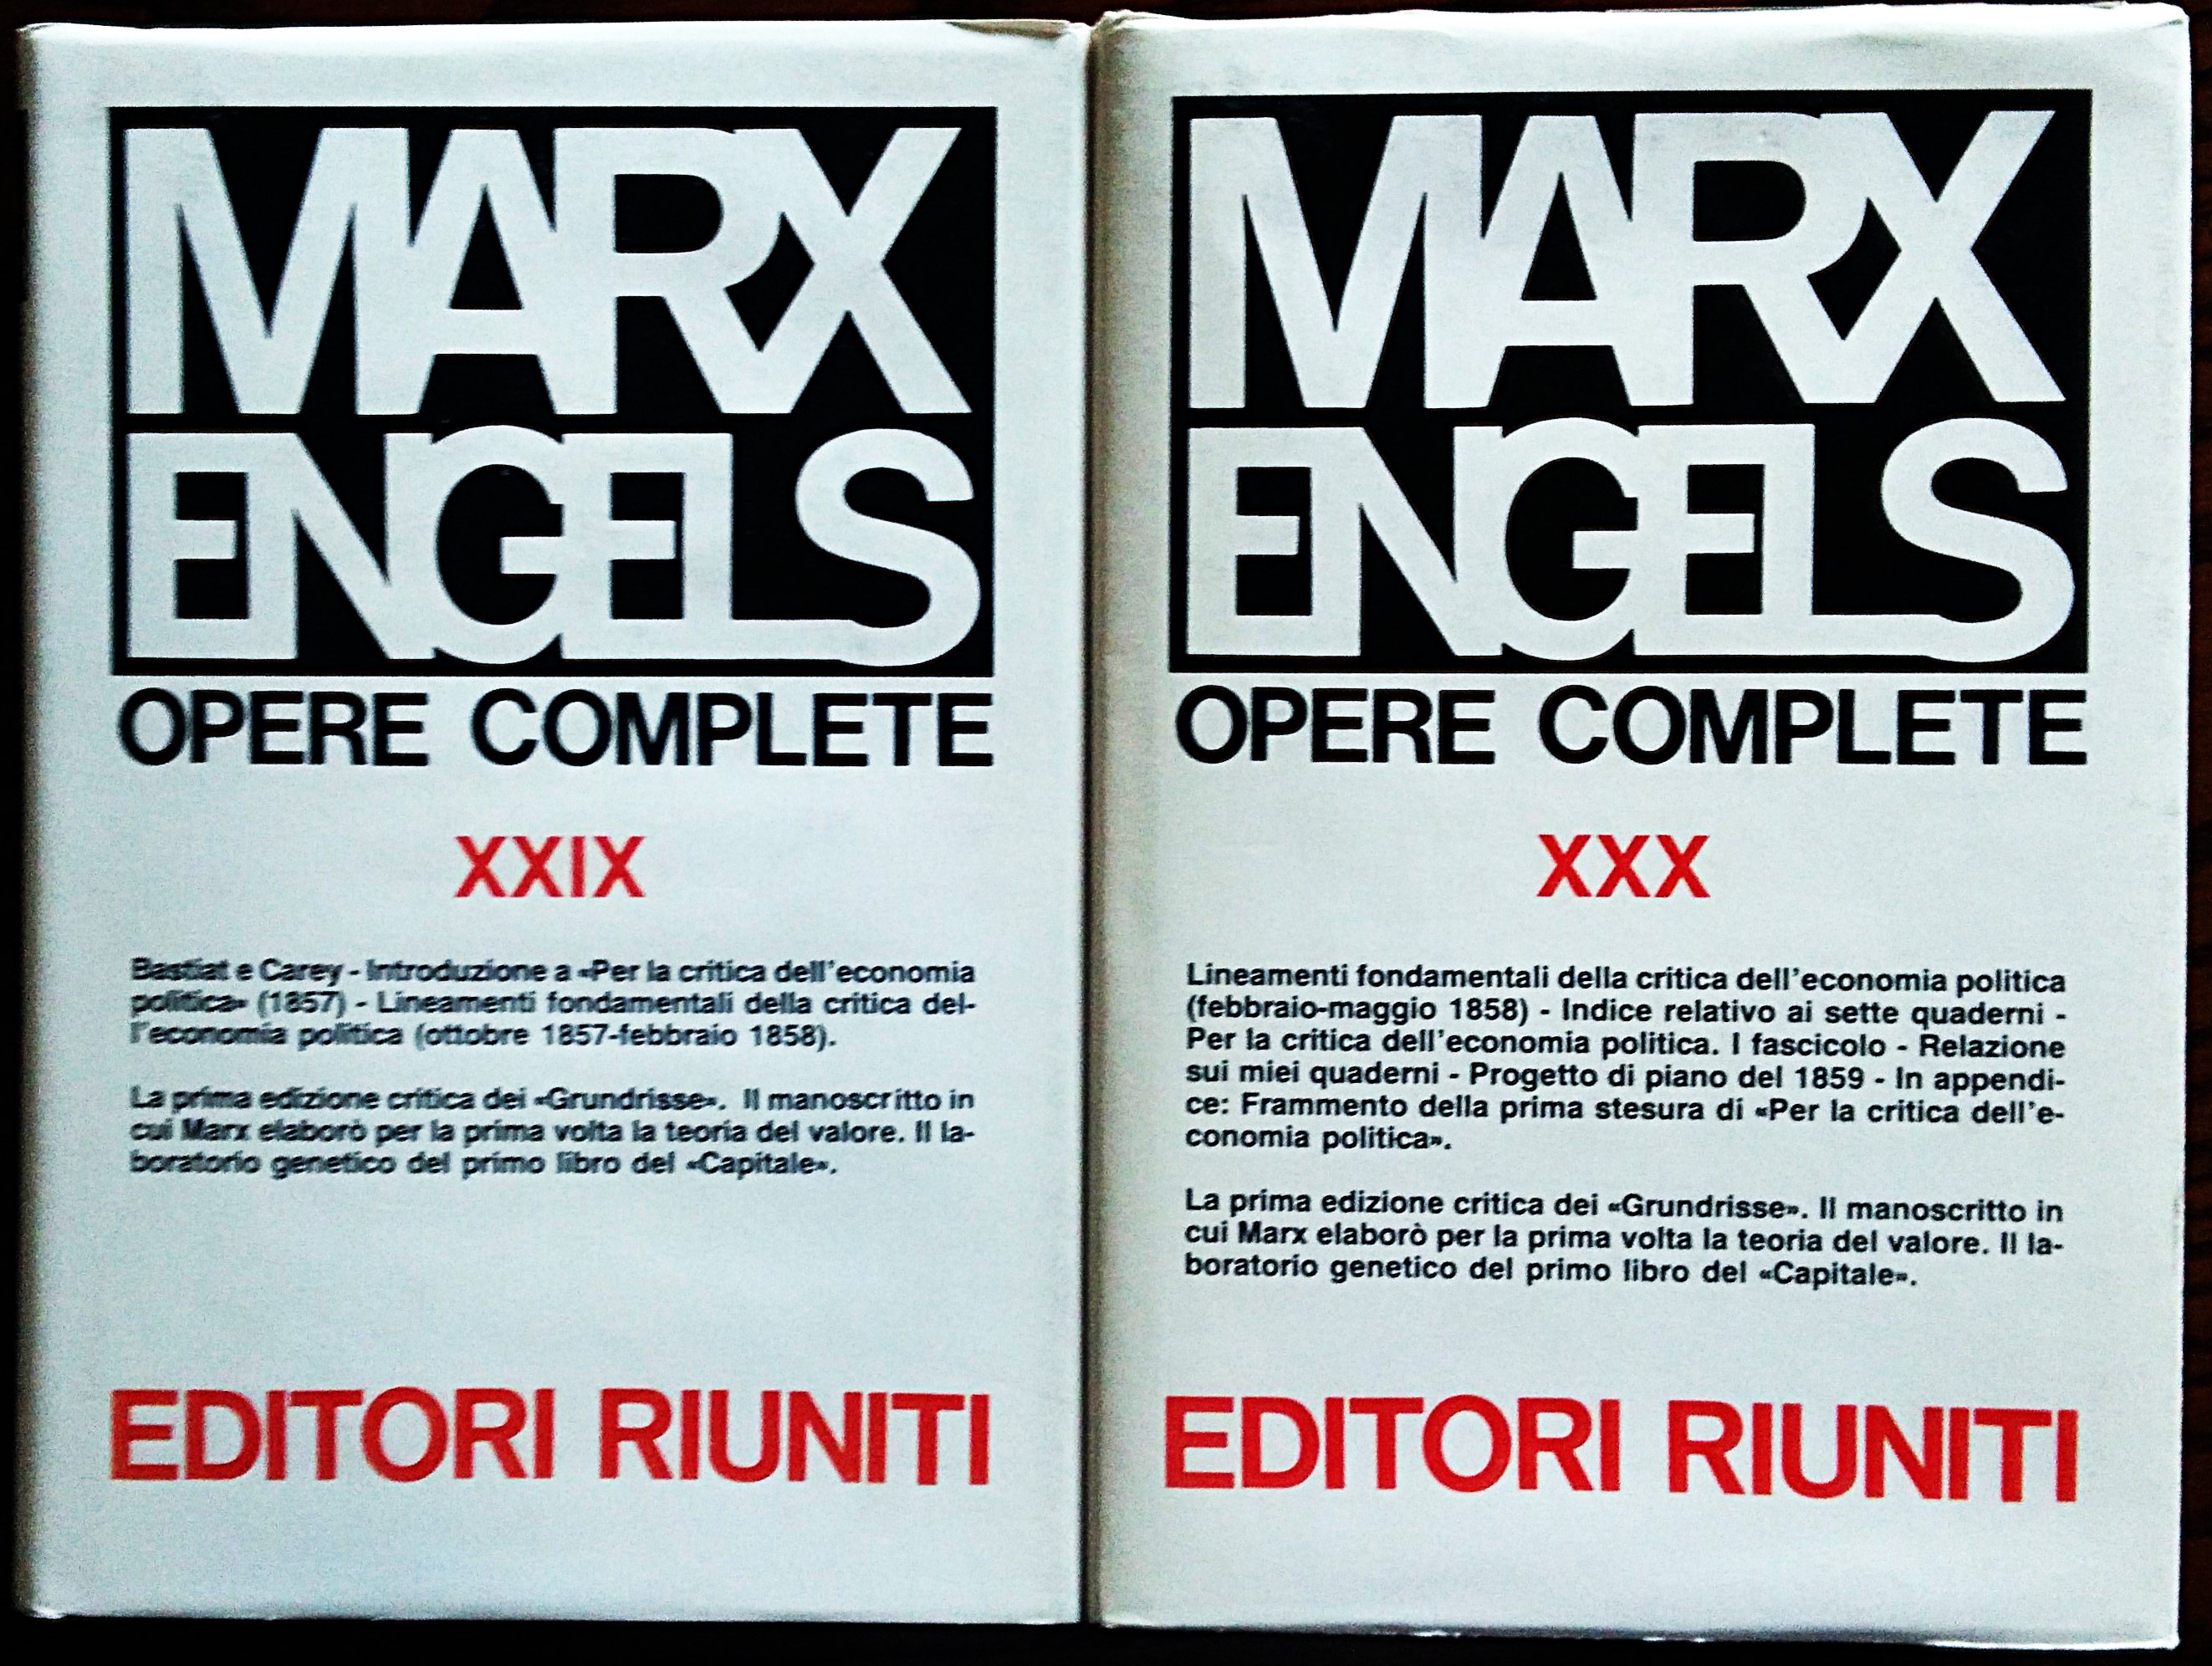 MARX
ENGELS
OPERE COMPLETE
XXIX
Bastiat e Carey - Introduzione a «Per la critica dell'economia
politica» (1857) - Lineamenti fondamentali della critica del-
l'economia politica (ottobre 1857-febbraio 1858).
La prima edizione critica dei «Grundrisse». Il manoscritto in
cui Marx elaborò per la prima volta la teoria del valore. Il la-
boratorio genetico del primo libro del «Capitale».
EDITORI RIUNITI
MARX
ENGELS
OPERE COMPLETE
XXX
Lineamenti fondamentali della critica dell'economia politica
(febbraio-maggio 1858) - Indice relativo ai sette quaderni -
Per la critica dell'economia politica. I fascicolo - Relazione
sui miei quaderni - Progetto di piano del 1859 - In appendi-
ce: Frammento della prima stesura di «Per la critica dell'e-
conomia politica».
La prima edizione critica dei «Grundrisse». Il manoscritto in
cui Marx elaborò per la prima volta la teoria del valore. Il la-
boratorio genetico del primo libro del «Capitale».
EDITORI RIUNITI